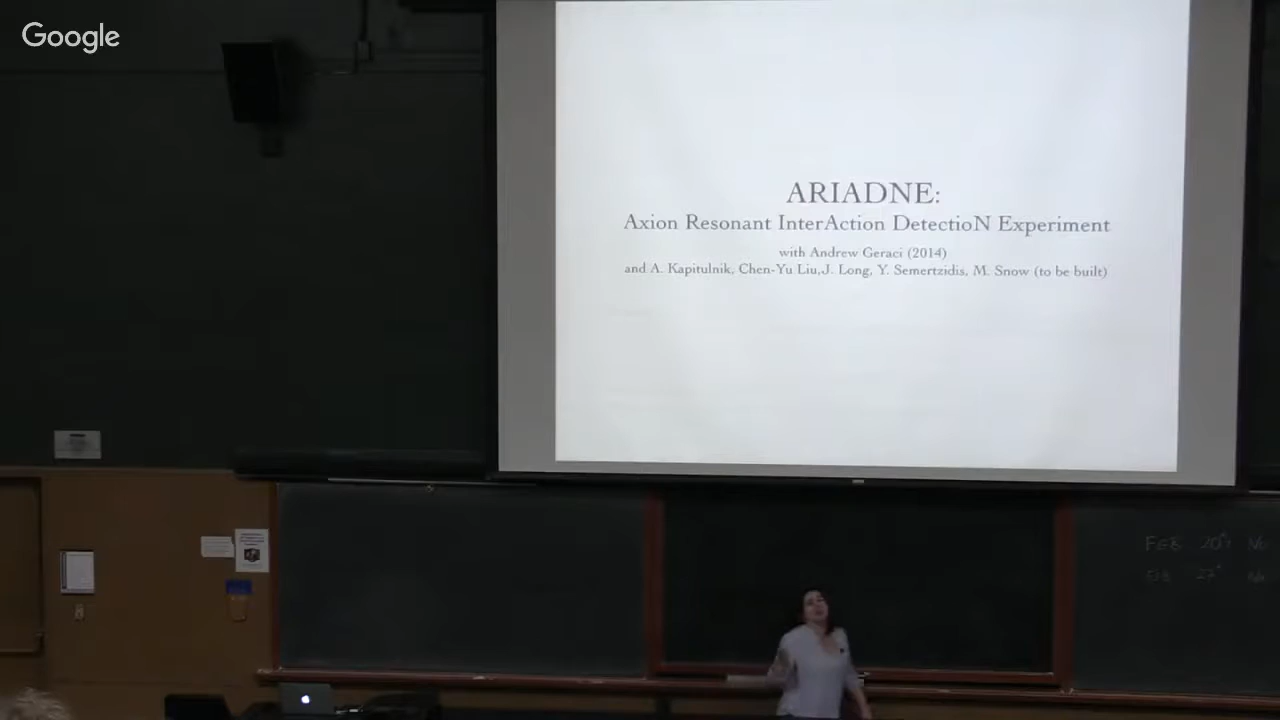 Google
ARIADNE:
Axion Resonant InterAction DetectioN Experiment
with Andrew Geraci (2014)
and A. Kapitulnik, Chen-Yu Liu,J. Long, Y. Semertzidis, M. Snow (to be built)